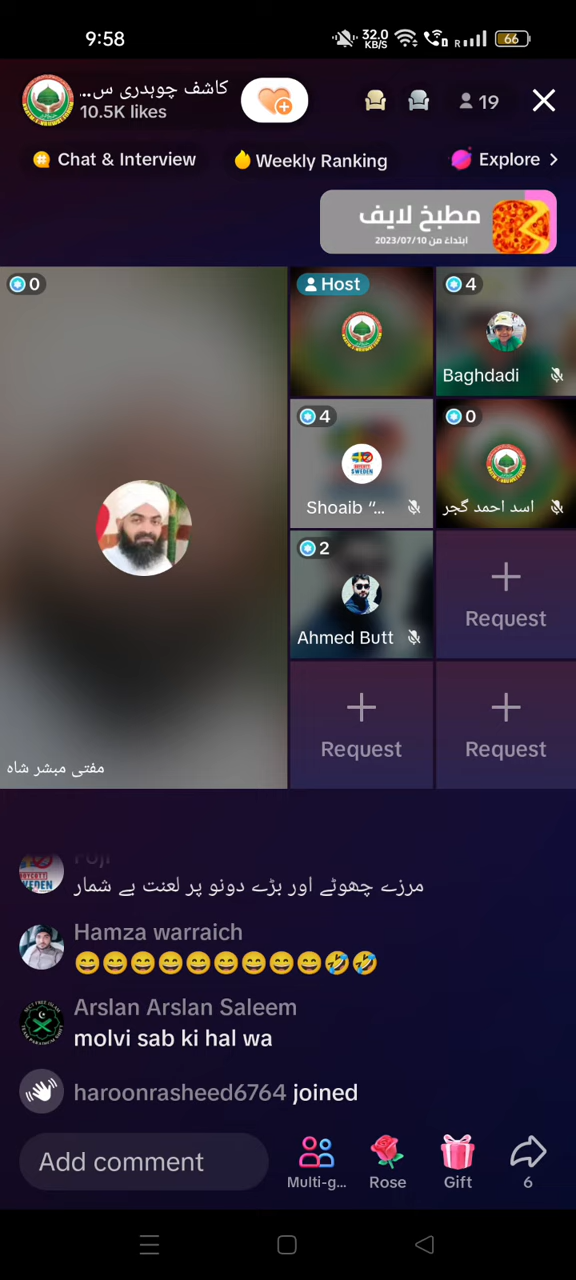 9:58
32.0
KB/S
R
66
کاشف چوہدری س...
10.5K likes
19
Chat & Interview
Weekly Ranking
Explore
مطبخ لايف
ابتداءً من 2023/07/10
0
Host
4
Baghdadi
4
Shoaib “...
0
اسد احمد گجر
2
Ahmed Butt
Request
Request
Request
مفتی مبشر شاہ
Foji
مرزے چھوٹے اور بڑے دونو پر لعنت بے شمار
Hamza warraich
Arslan Arslan Saleem
molvi sab ki hal wa
haroonrasheed6764 joined
Add comment
Multi-g...
Rose
Gift
6